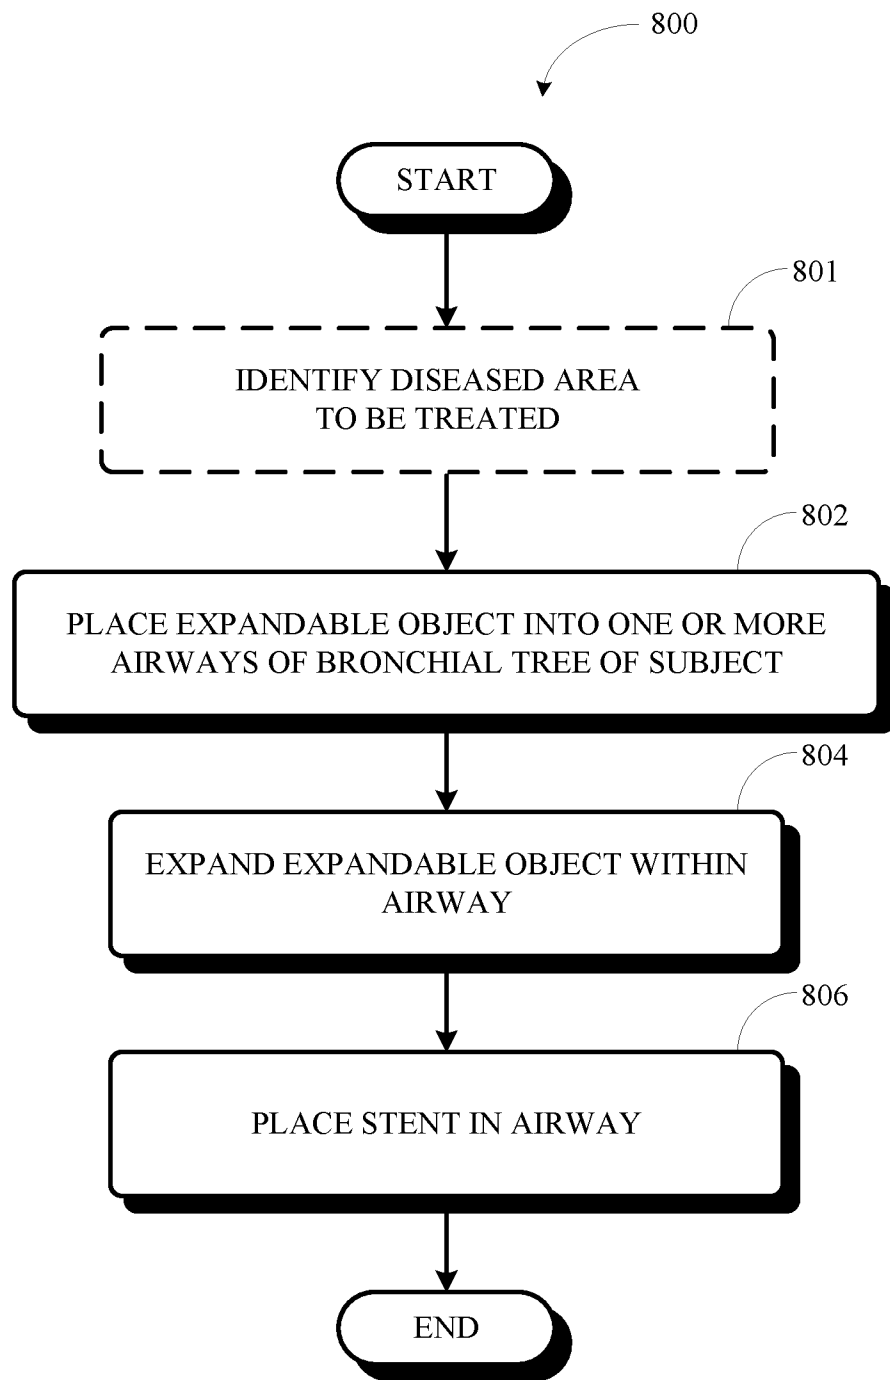 800
START
801
IDENTIFY DISEASED AREA
TO BE TREATED
802
PLACE EXPANDABLE OBJECT INTO ONE OR MORE
AIRWAYS OF BRONCHIAL TREE OF SUBJECT
804
EXPAND EXPANDABLE OBJECT WITHIN
AIRWAY
806
PLACE STENT IN AIRWAY
END